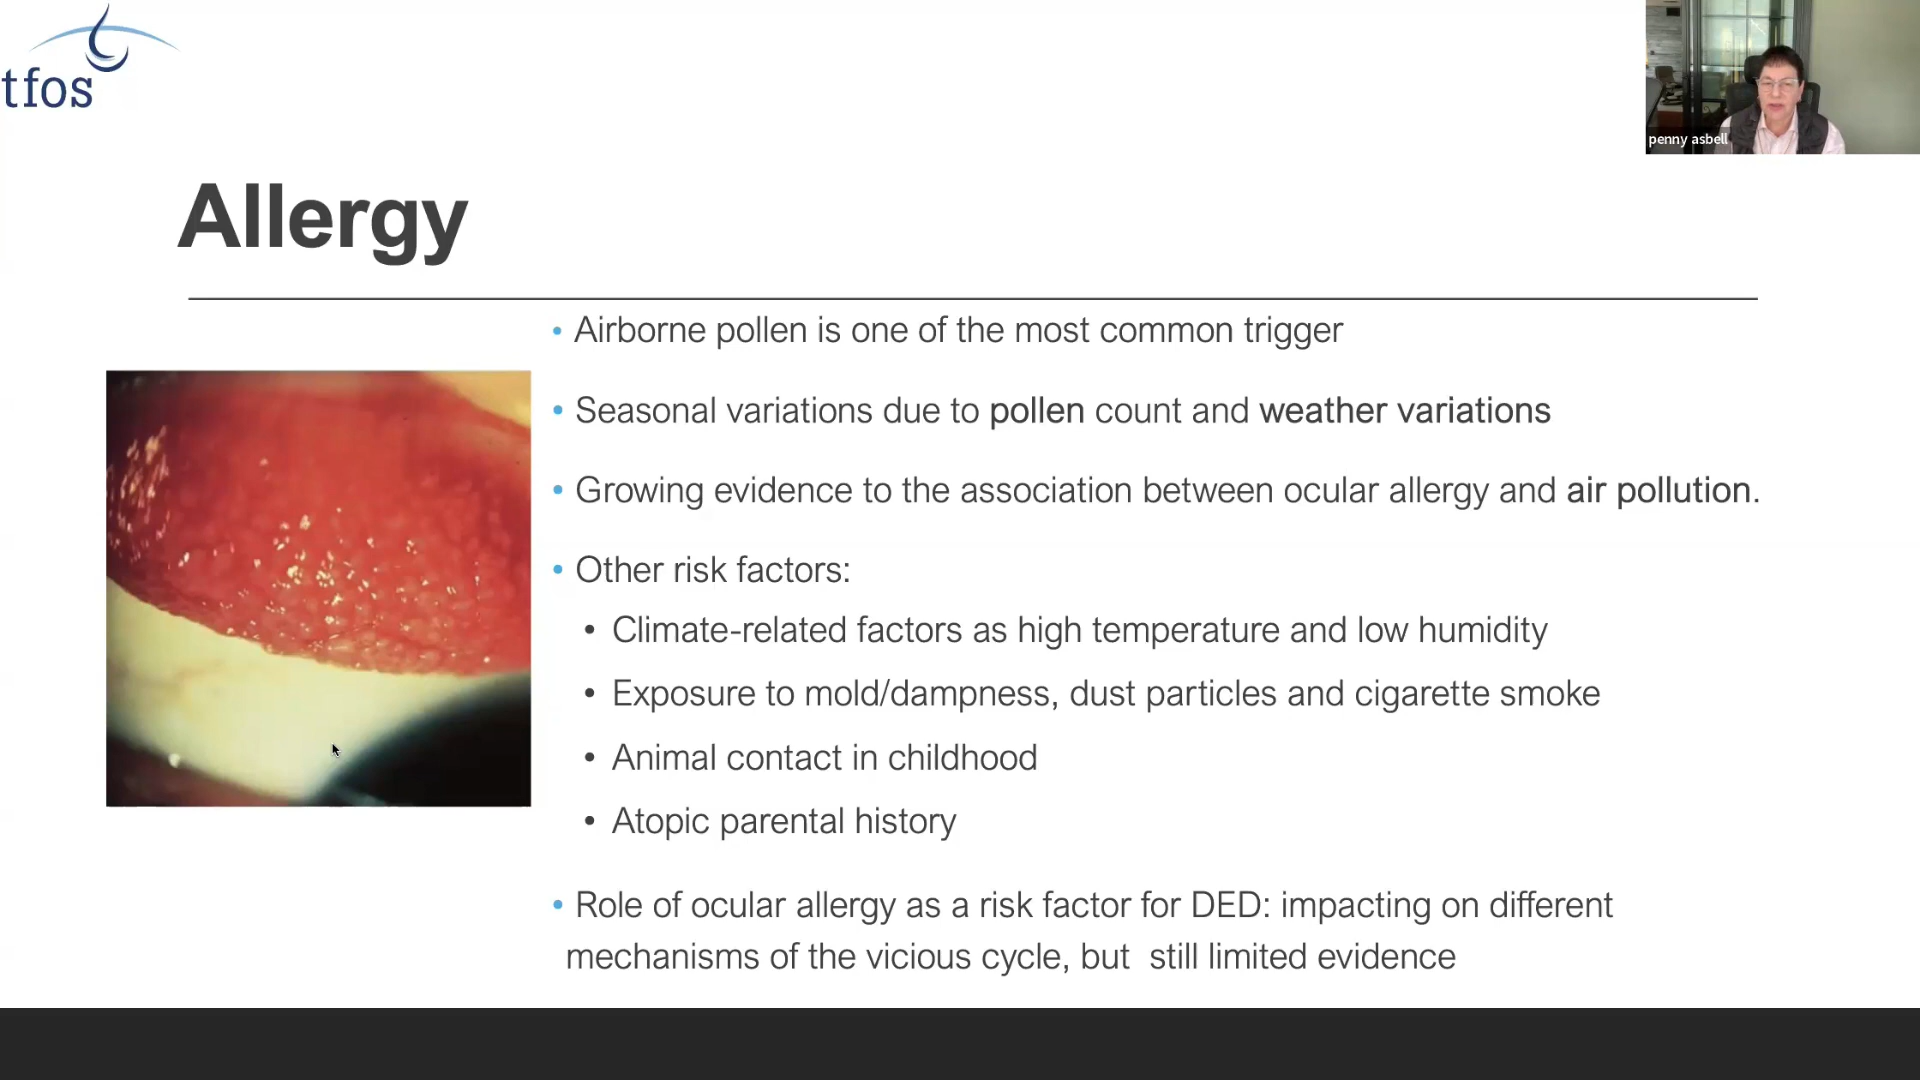 tfos
penny asbell
Allergy
• Airborne pollen is one of the most common trigger
• Seasonal variations due to pollen count and weather variations
• Growing evidence to the association between ocular allergy and air pollution.
• Other risk factors:
• Climate-related factors as high temperature and low humidity
• Exposure to mold/dampness, dust particles and cigarette smoke
• Animal contact in childhood
• Atopic parental history
• Role of ocular allergy as a risk factor for DED: impacting on different
mechanisms of the vicious cycle, but still limited evidence